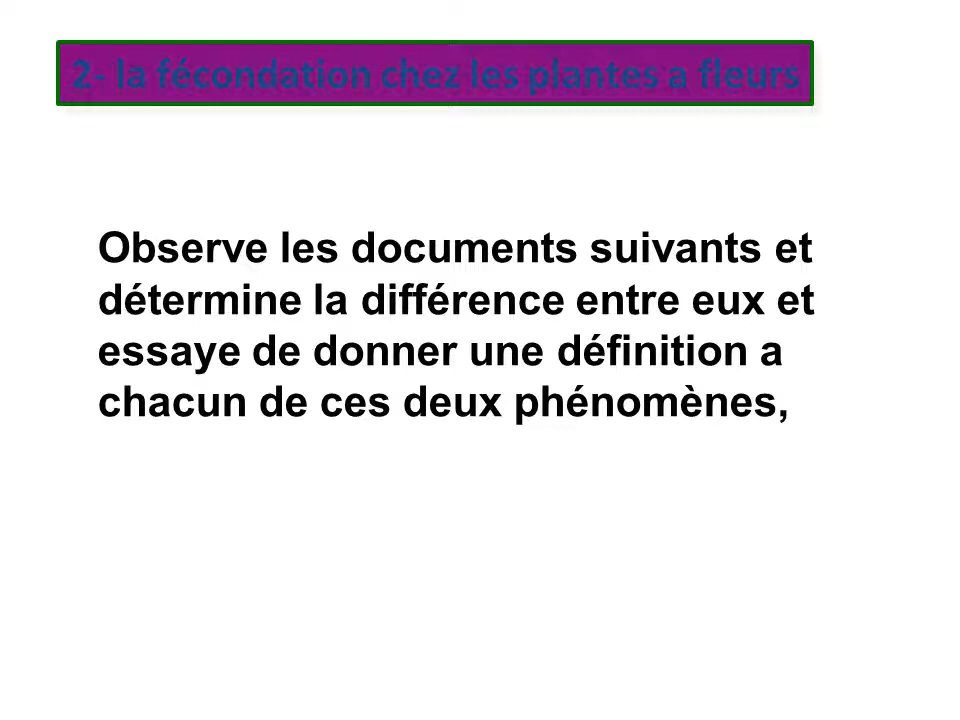 2- la fécondation chez les plantes a fleurs
Observe les documents suivants et
détermine la différence entre eux et
essaye de donner une définition a
chacun de ces deux phénomènes,